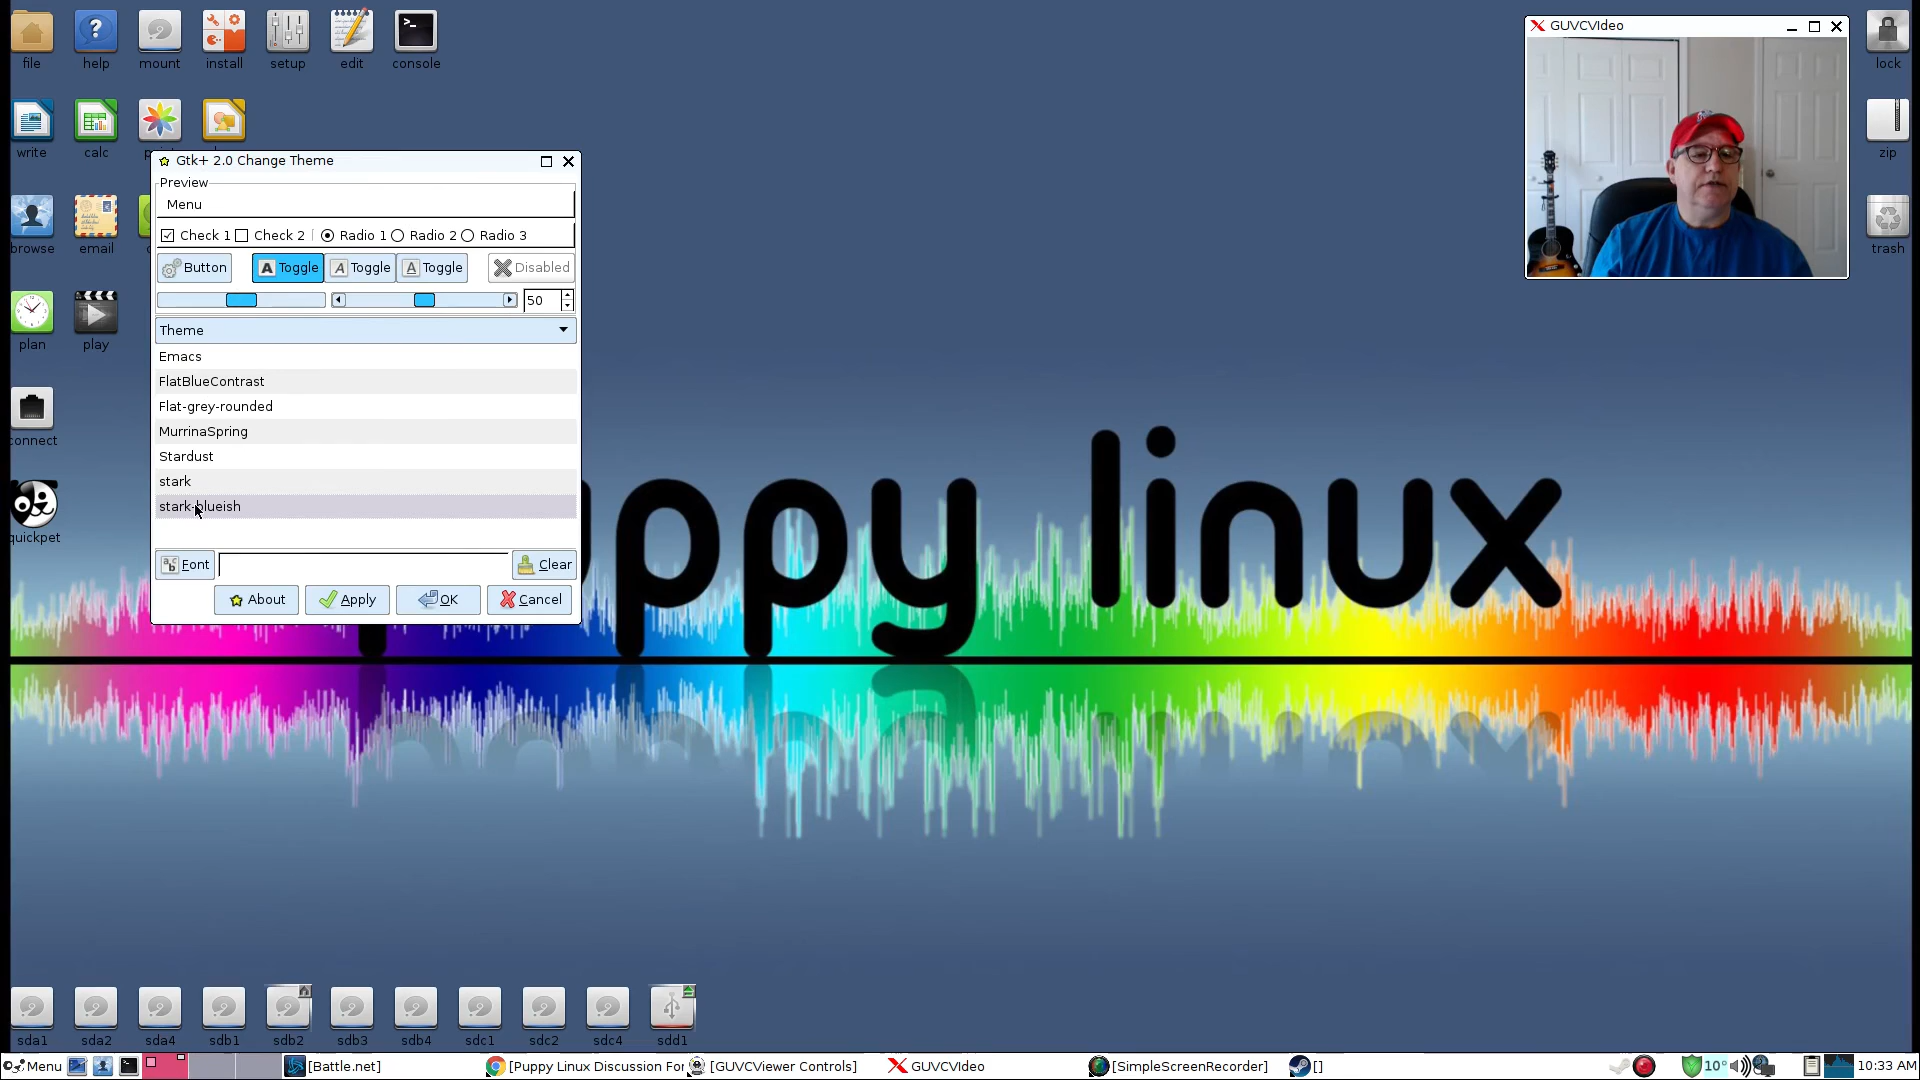 file
help
mount
install
setup
edit
console
write
calc
browse
email
plan
play
connect
quickpet
Gtk+ 2.0 Change Theme
Preview
Menu
Check 1 Check 2 Radio 1 Radio 2 Radio 3
Button Toggle Toggle Toggle Disabled
50
Theme
Emacs
FlatBlueContrast
Flat-grey-rounded
MurrinaSpring
Stardust
stark
stark-blueish
Font Clear
About Apply OK Cancel
GUVCVIdeo
lock
zip
trash
linux
sda1 sda2 sda4 sdb1 sdb2 sdb3 sdb4 sdc1 sdc2 sdc4 sdd1
Menu [Battle.net] [Puppy Linux Discussion For [GUVCViewer Controls] GUVCVIdeo [SimpleScreenRecorder] [] 10° 10:33 AM